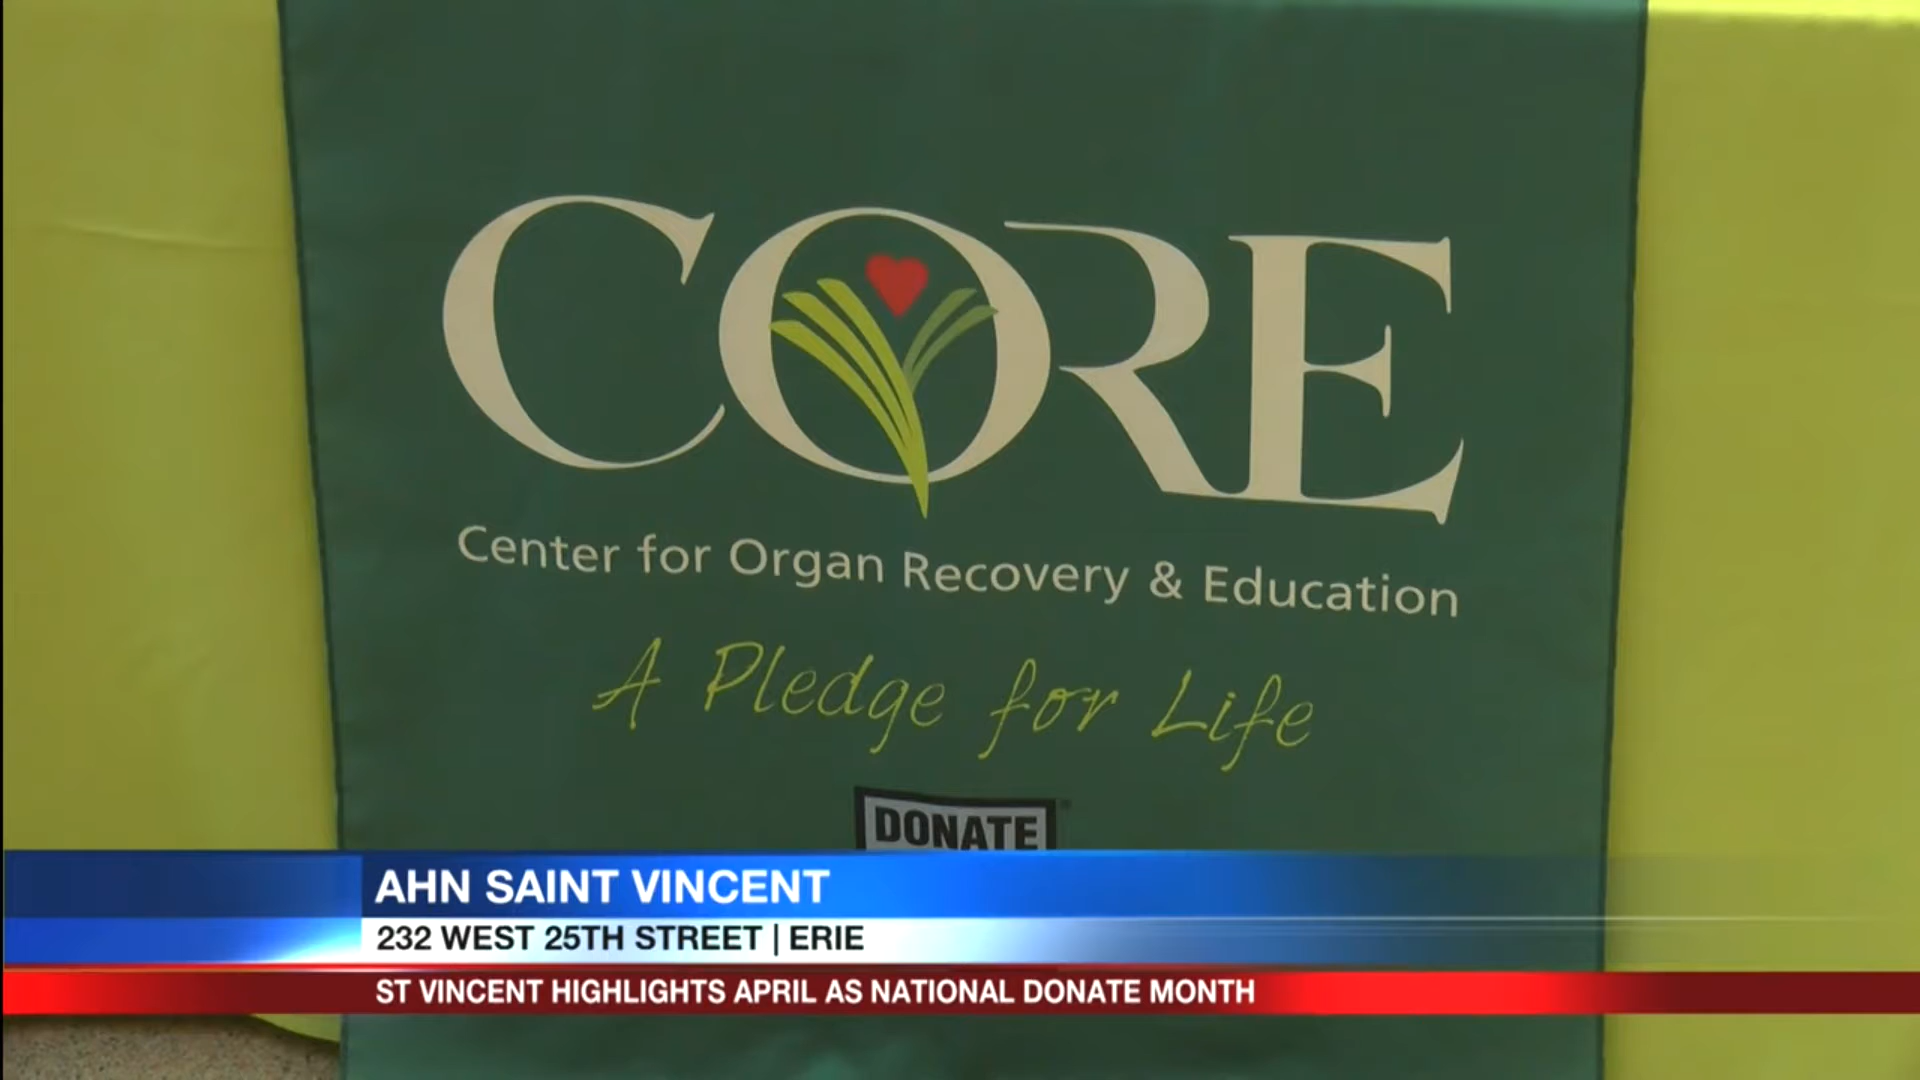 CORE
Center for Organ Recovery & Education
A Pledge for Life
DONATE
AHN SAINT VINCENT
232 WEST 25TH STREET | ERIE
ST VINCENT HIGHLIGHTS APRIL AS NATIONAL DONATE MONTH